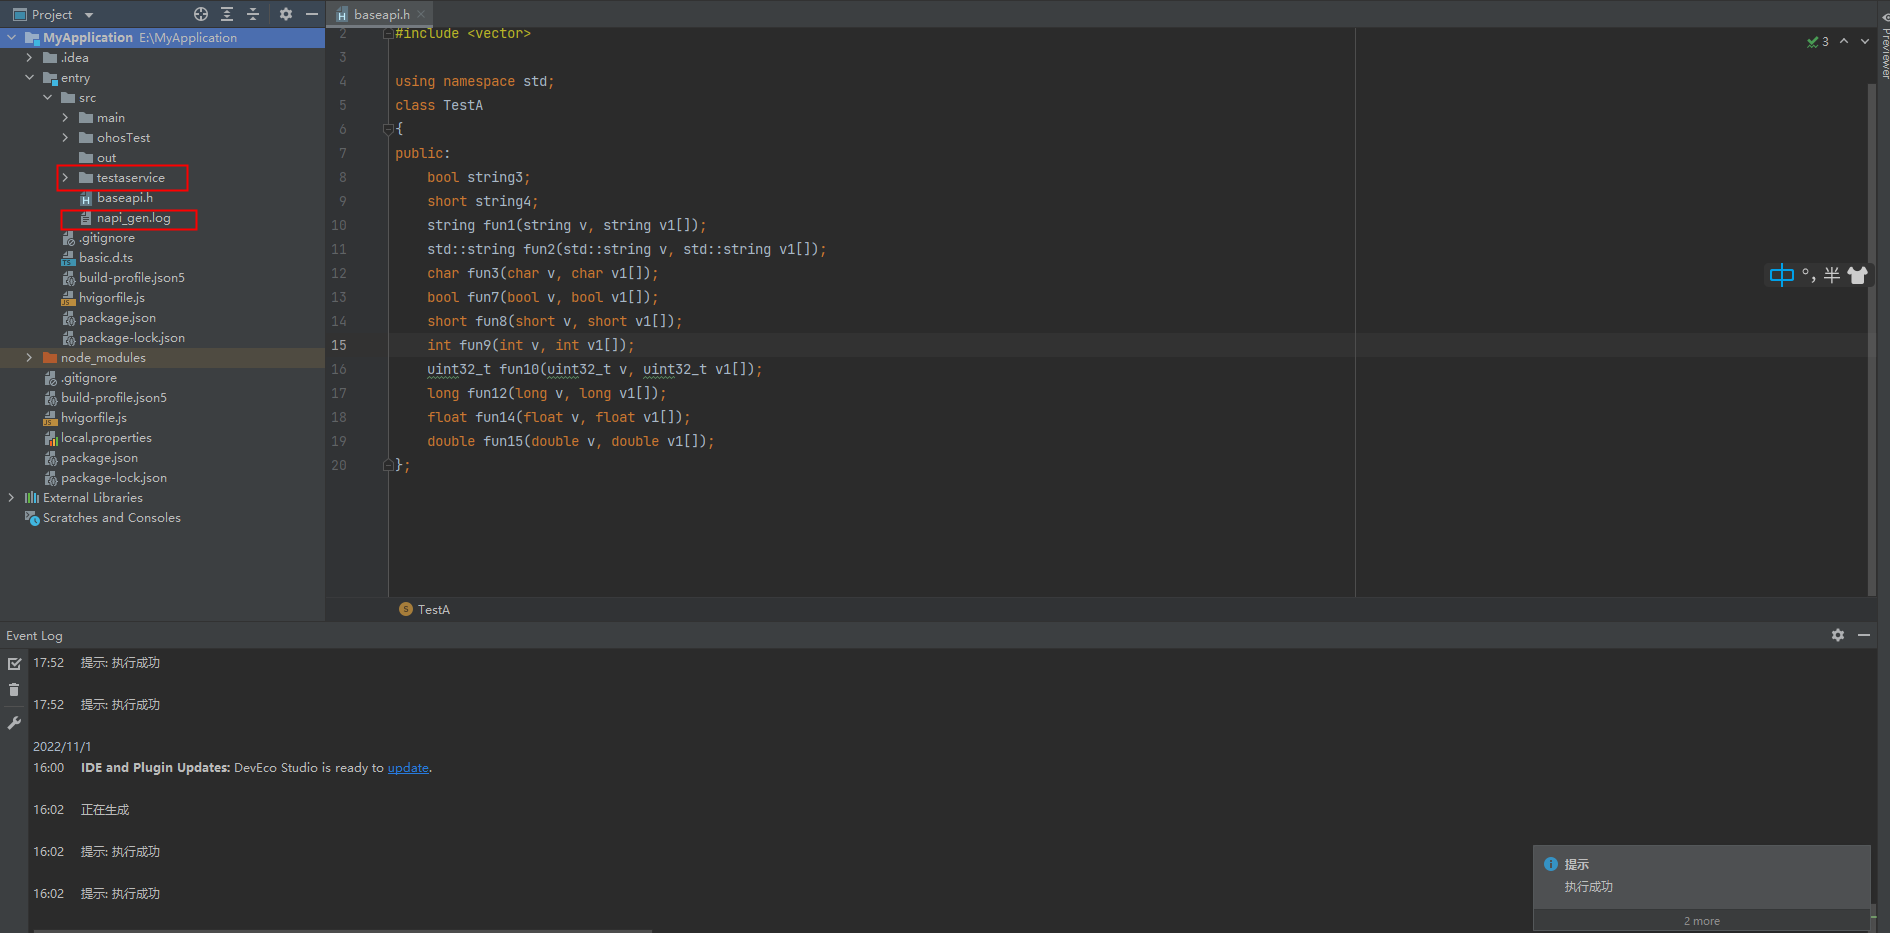 Project
MyApplication E:\MyApplication
.idea
entry
src
main
ohosTest
out
testaservice
baseapi.h
napi_gen.log
.gitignore
basic.d.ts
build-profile.json5
hvigorfile.js
package.json
package-lock.json
node_modules
.gitignore
build-profile.json5
hvigorfile.js
local.properties
package.json
package-lock.json
External Libraries
Scratches and Consoles
baseapi.h
2 #include <vector>
3
4 using namespace std;
5 class TestA
6 {
7 public:
8 bool string3;
9 short string4;
10 string fun1(string v, string v1[]);
11 std::string fun2(std::string v, std::string v1[]);
12 char fun3(char v, char v1[]);
13 bool fun7(bool v, bool v1[]);
14 short fun8(short v, short v1[]);
15 int fun9(int v, int v1[]);
16 uint32_t fun10(uint32_t v, uint32_t v1[]);
17 long fun12(long v, long v1[]);
18 float fun14(float v, float v1[]);
19 double fun15(double v, double v1[]);
20 };
3
Previewer
中 °, 半
S TestA
Event Log
17:52 提示: 执行成功
17:52 提示: 执行成功
2022/11/1
16:00 IDE and Plugin Updates: DevEco Studio is ready to update.
16:02 正在生成
16:02 提示: 执行成功
16:02 提示: 执行成功
提示
执行成功
2 more